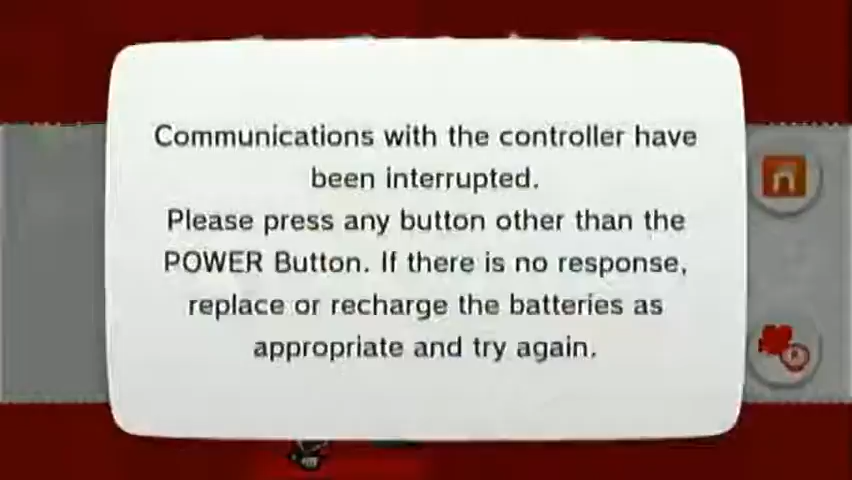 Communications with the controller have
been interrupted.
Please press any button other than the
POWER Button. If there is no response,
replace or recharge the batteries as
appropriate and try again.
n